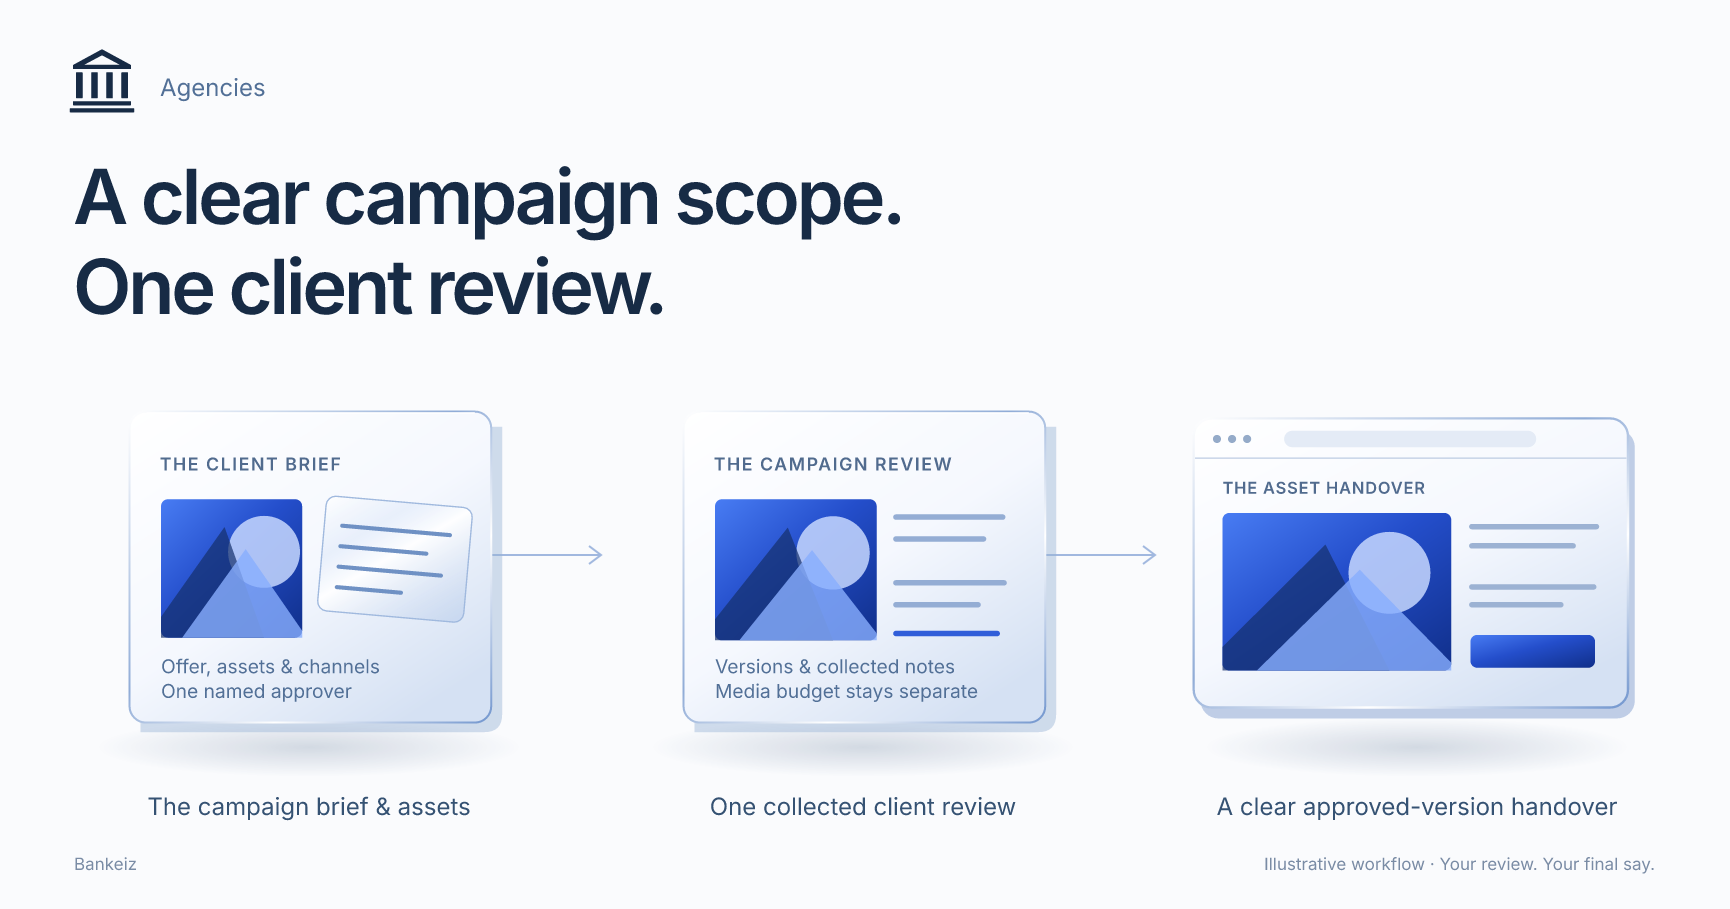 Agencies
A clear campaign scope.
One client review.
THE CLIENT BRIEF
Offer, assets & channels
One named approver
The campaign brief & assets
THE CAMPAIGN REVIEW
Versions & collected notes
Media budget stays separate
One collected client review
THE ASSET HANDOVER
A clear approved-version handover
Bankeiz
Illustrative workflow · Your review. Your final say.